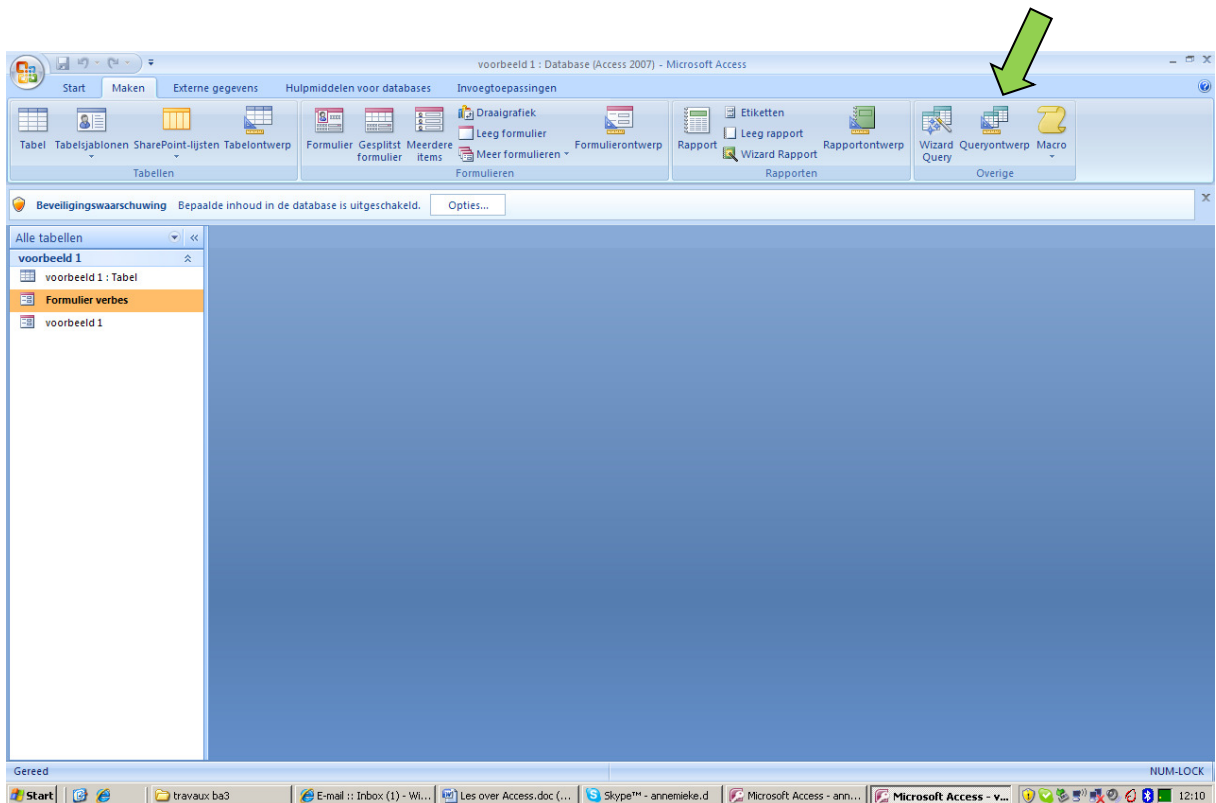 voorbeeld 1 : Database (Access 2007) - Microsoft Access
Start Maken Externe gegevens Hulpmiddelen voor databases Invoegtoepassingen
Tabel Tabelsjablonen SharePoint-lijsten Tabelontwerp
Tabellen
Formulier Gesplitst formulier Meerdere items
Draaigrafiek
Leeg formulier
Meer formulieren
Formulierontwerp
Formulieren
Rapport
Etiketten
Leeg rapport
Wizard Rapport
Rapportontwerp
Rapporten
Wizard Query Queryontwerp Macro
Overige
Beveiligingswaarschuwing Bepaalde inhoud in de database is uitgeschakeld. Opties...
Alle tabellen
voorbeeld 1
voorbeeld 1 : Tabel
Formulier verbes
voorbeeld 1
Gereed NUM-LOCK
Start travaux ba3 E-mail :: Inbox (1) - Wi... Les over Access.doc (... Skype™ - annemieke.d Microsoft Access - ann... Microsoft Access - v... 12:10